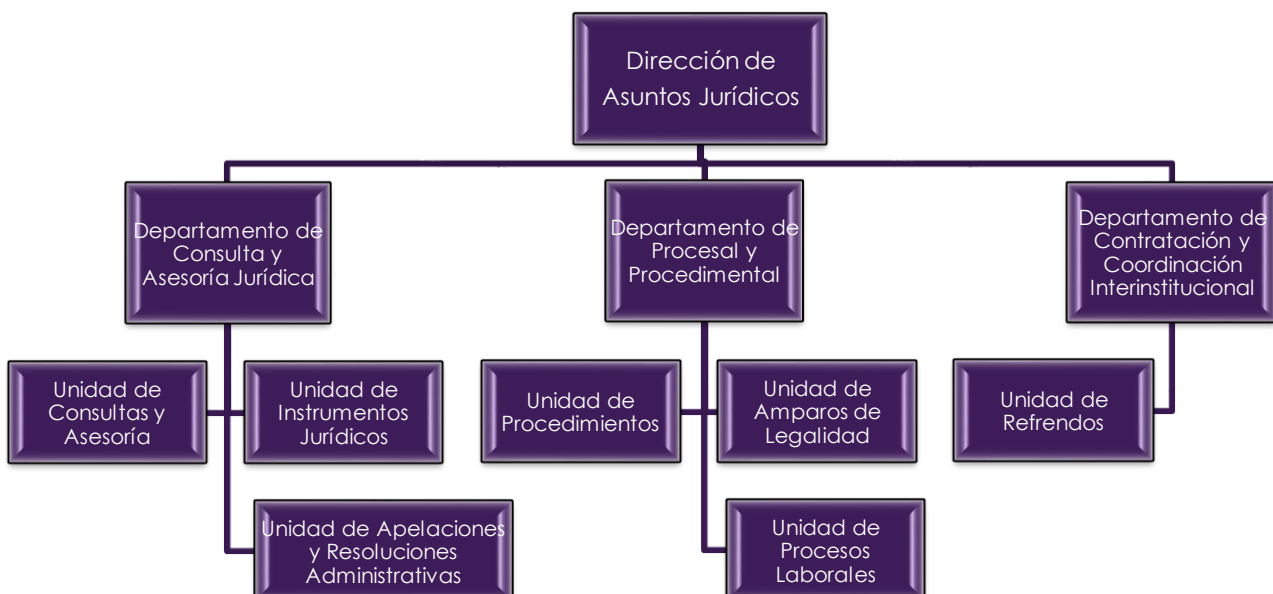 Dirección de
Asuntos Jurídicos
Departamento de
Consulta y
Asesoría Jurídica
Departamento de
Procesal y
Procedimental
Departamento de
Contratación y
Coordinación
Interinstitucional
Unidad de
Consultas y
Asesoría
Unidad de
Instrumentos
Jurídicos
Unidad de
Procedimientos
Unidad de
Amparos de
Legalidad
Unidad de
Refrendos
Unidad de Apelaciones
y Resoluciones
Administrativas
Unidad de
Procesos
Laborales